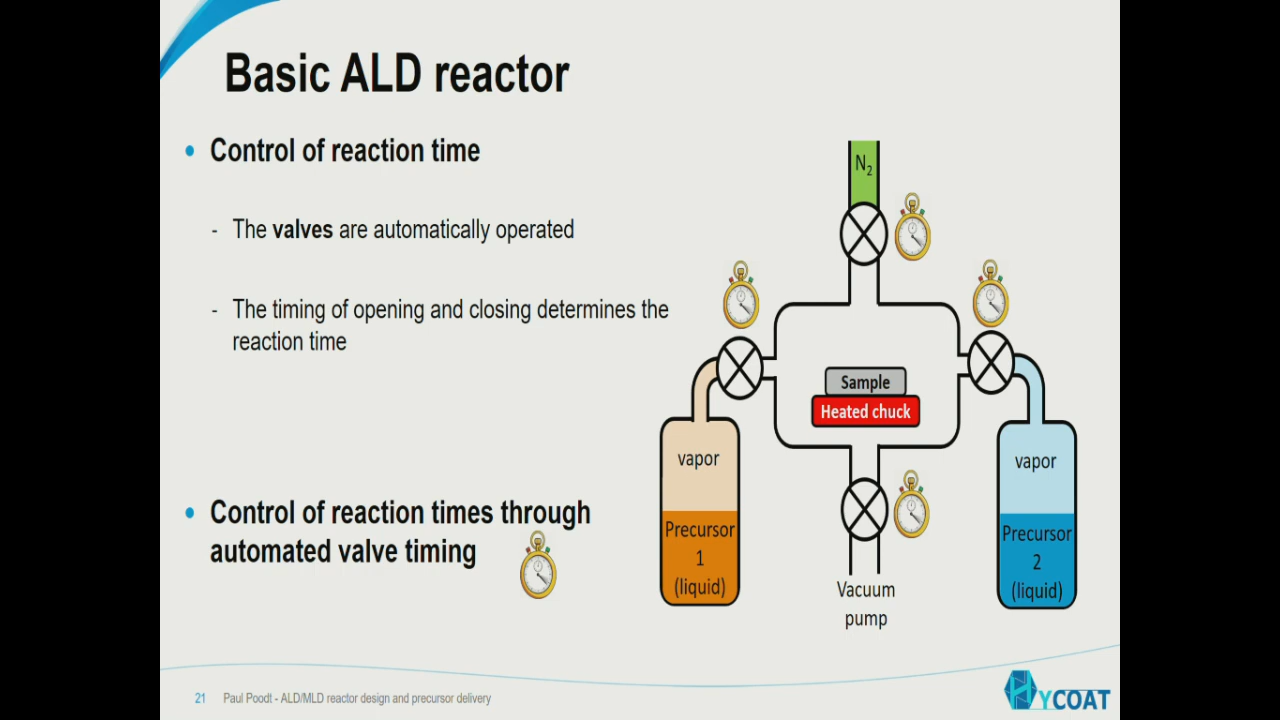 Basic ALD reactor
• Control of reaction time
- The valves are automatically operated
- The timing of opening and closing determines the
reaction time
• Control of reaction times through
automated valve timing
N₂
Sample
Heated chuck
vapor
Precursor
1
(liquid)
vapor
Precursor
2
(liquid)
Vacuum
pump
21 Paul Poodt - ALD/MLD reactor design and precursor delivery
HYCOAT